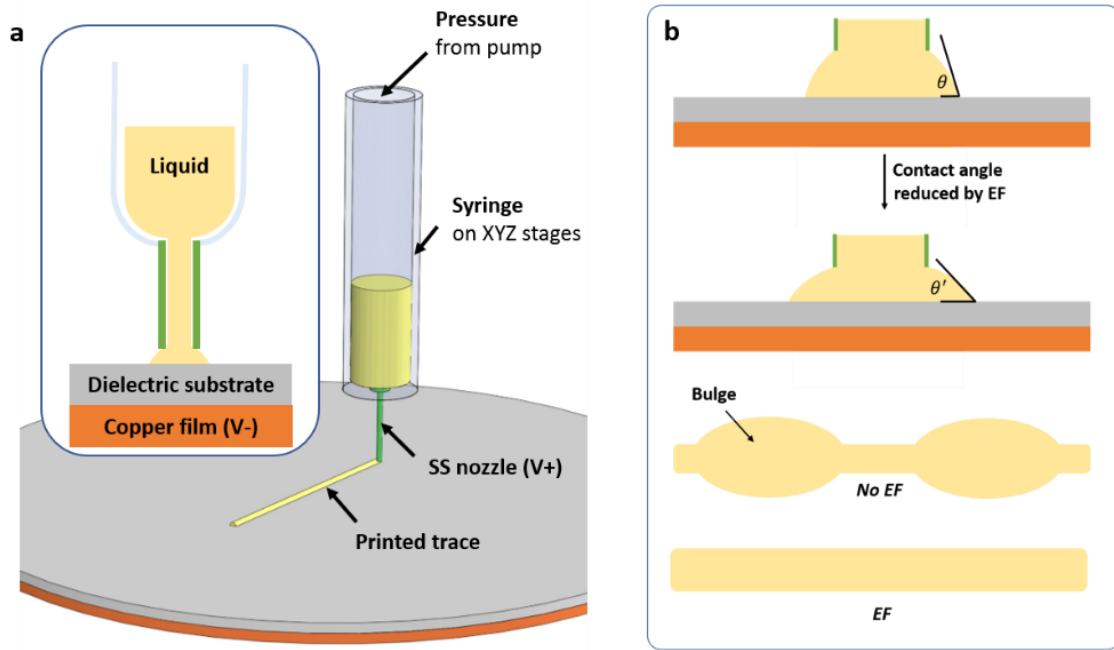 a
Pressure
from pump
Liquid
Syringe
on XYZ stages
Dielectric substrate
Copper film (V-)
SS nozzle (V+)
Printed trace
b
θ
Contact angle
reduced by EF
θ′
Bulge
No EF
EF